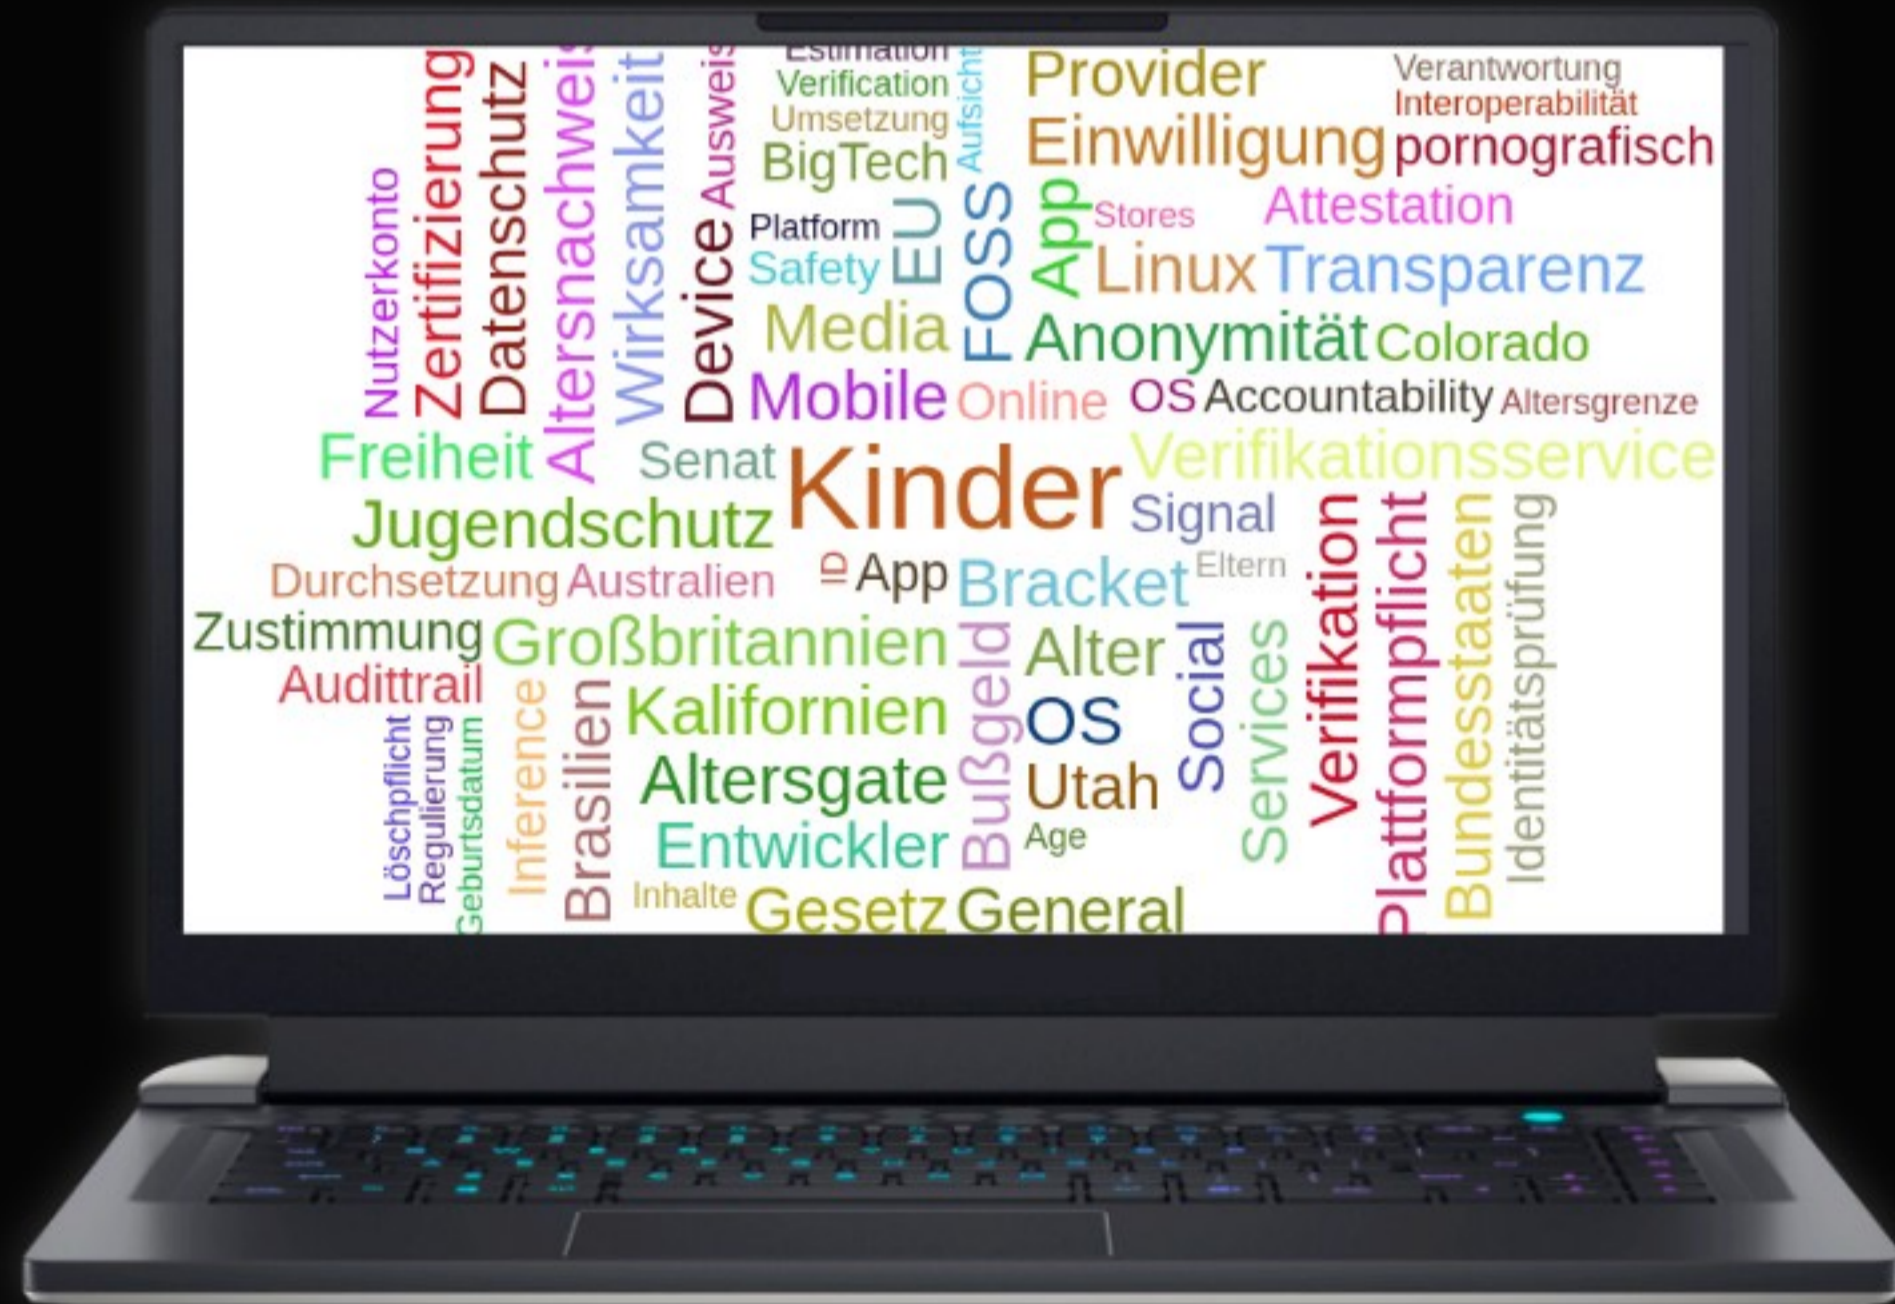 Estimation
Verification
Umsetzung
BigTech
Aufsicht
Provider
Verantwortung
Interoperabilität
Einwilligung
pornografisch
Nutzerkonto
Zertifizierung
Datenschutz
Altersnachweis
Wirksamkeit
Device
Ausweis
Platform
Safety
EU
FOSS
App
Stores
Attestation
Linux
Transparenz
Media
Anonymität
Colorado
Mobile
Online
OS
Accountability
Altersgrenze
Freiheit
Senat
Kinder
Verifikationsservice
Jugendschutz
Signal
Durchsetzung
Australien
ID
App
Bracket
Eltern
Verifikation
Plattformpflicht
Bundesstaaten
Identitätsprüfung
Zustimmung
Großbritannien
Bußgeld
Alter
Social
Services
Audittrail
Löschpflicht
Regulierung
Geburtsdatum
Inference
Brasilien
Kalifornien
OS
Altersgate
Utah
Entwickler
Age
Inhalte
Gesetz
General